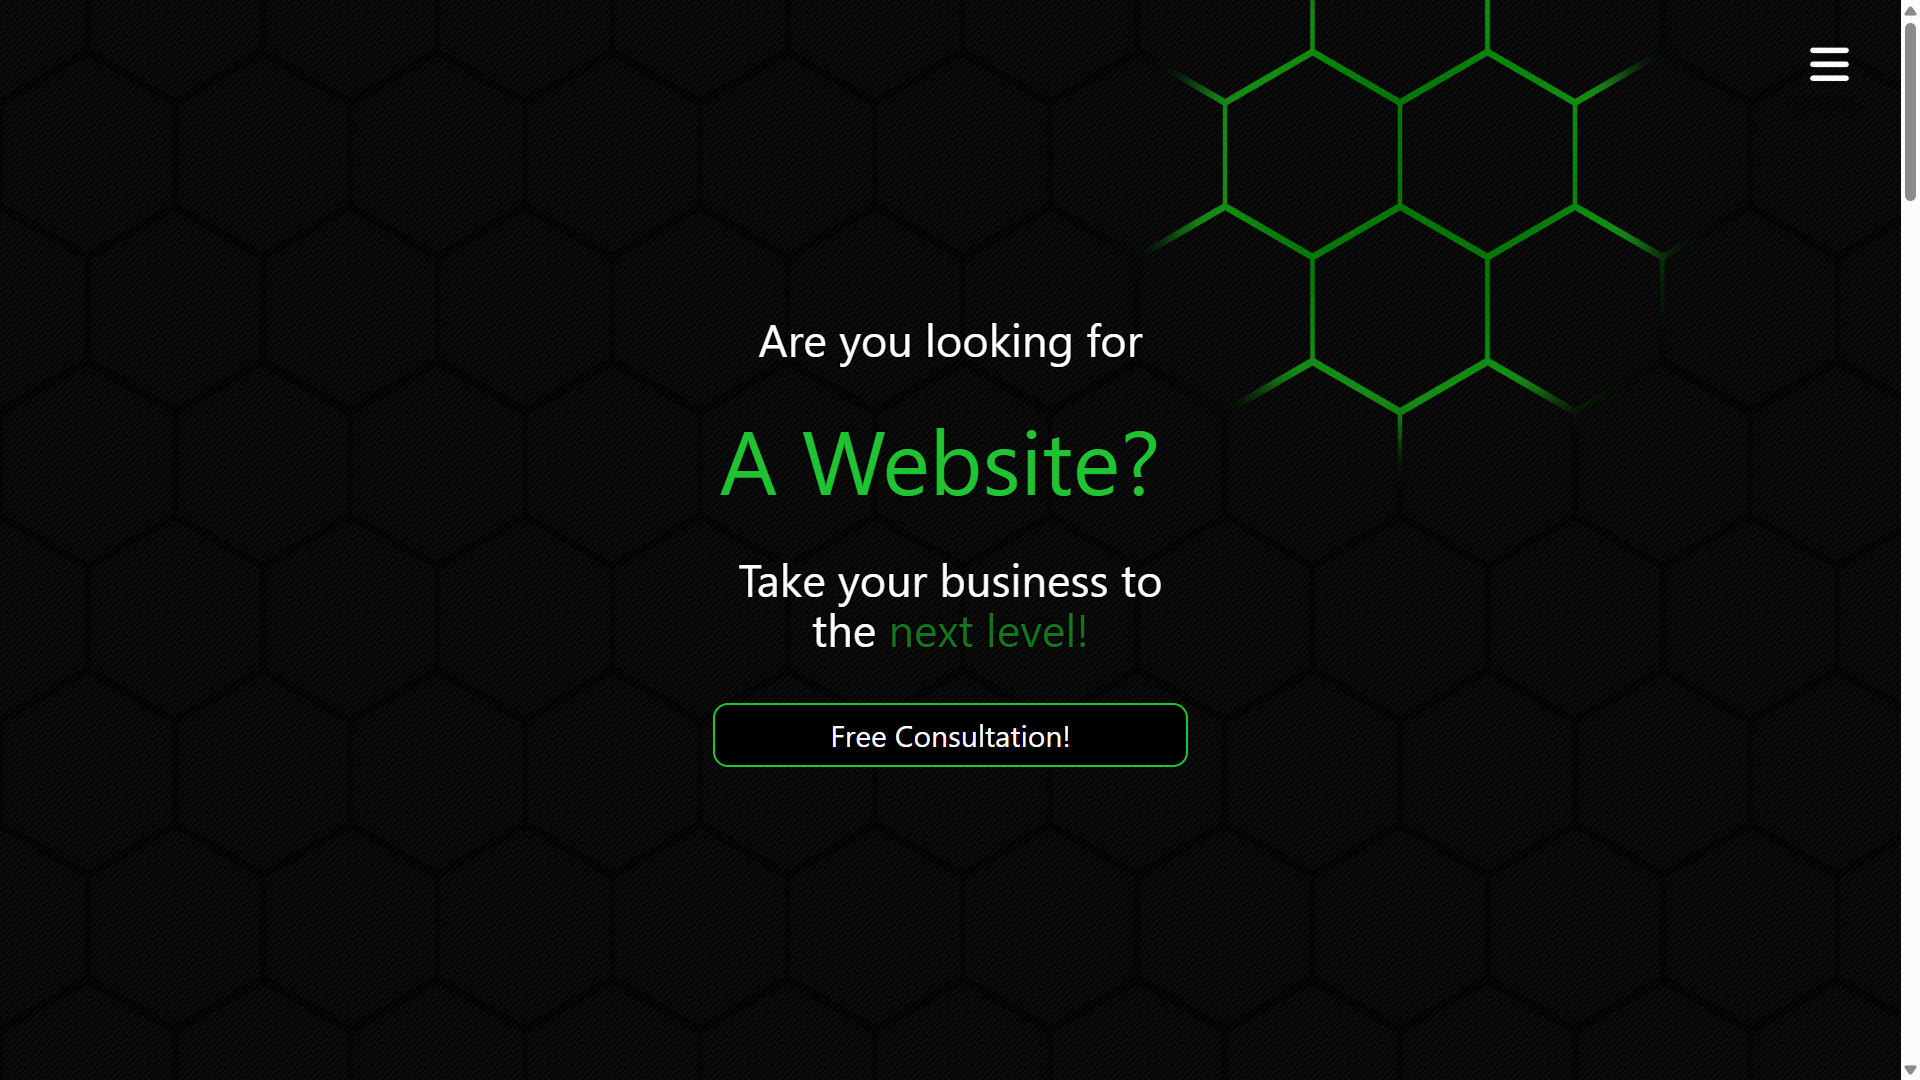 Are you looking for
A Website?
Take your business to
the next level!
Free Consultation!